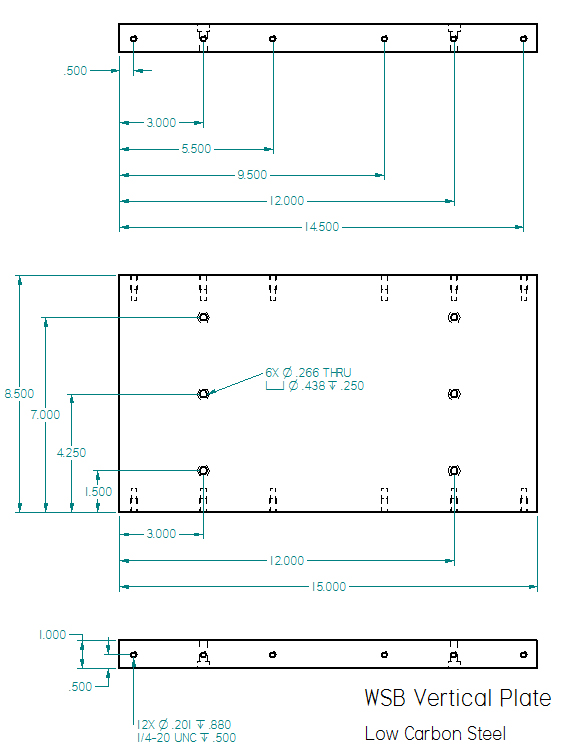 .500
3.000
5.500
9.500
12.000
14.500
6X Ø .266 THRU
⌴ Ø .438 ↧ .250
8.500
7.000
4.250
1.500
3.000
12.000
15.000
1.000
.500
12X Ø .201 ↧ .880
1/4-20 UNC ↧ .500
WSB Vertical Plate
Low Carbon Steel